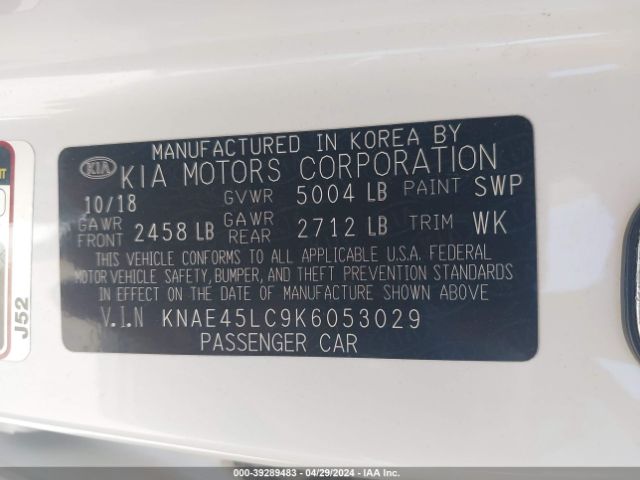 MANUFACTURED IN KOREA BY
KIA KIA MOTORS CORPORATION
10/18 GVWR 5004 LB PAINT SWP
GAWR FRONT 2458 LB GAWR REAR 2712 LB TRIM WK
THIS VEHICLE CONFORMS TO ALL APPLICABLE U.S.A. FEDERAL
MOTOR VEHICLE SAFETY, BUMPER, AND THEFT PREVENTION STANDARDS
IN EFFECT ON THE DATE OF MANUFACTURE SHOWN ABOVE
V.I.N KNAE45LC9K6053029
PASSENGER CAR
J52
000-39289483 - 04/29/2024 - IAA Inc.